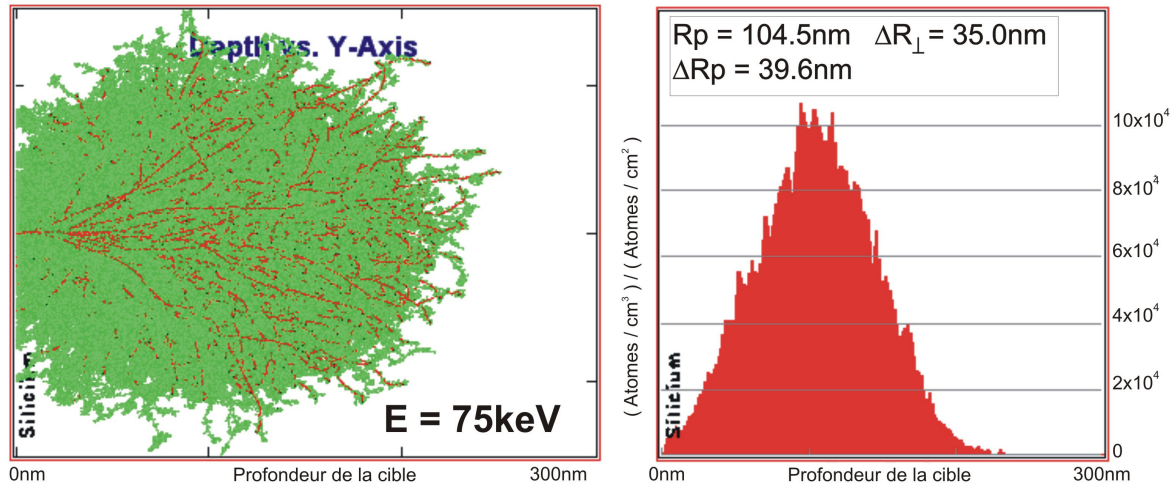 Depth vs. Y-Axis
Silicium
E = 75keV
0nm
Profondeur de la cible
300nm
Rp = 104.5nm ΔR⊥ = 35.0nm
ΔRp = 39.6nm
( Atomes / cm³ ) / ( Atomes / cm² )
10x10⁴
8x10⁴
6x10⁴
4x10⁴
2x10⁴
0
Silicium
0nm
Profondeur de la cible
300nm